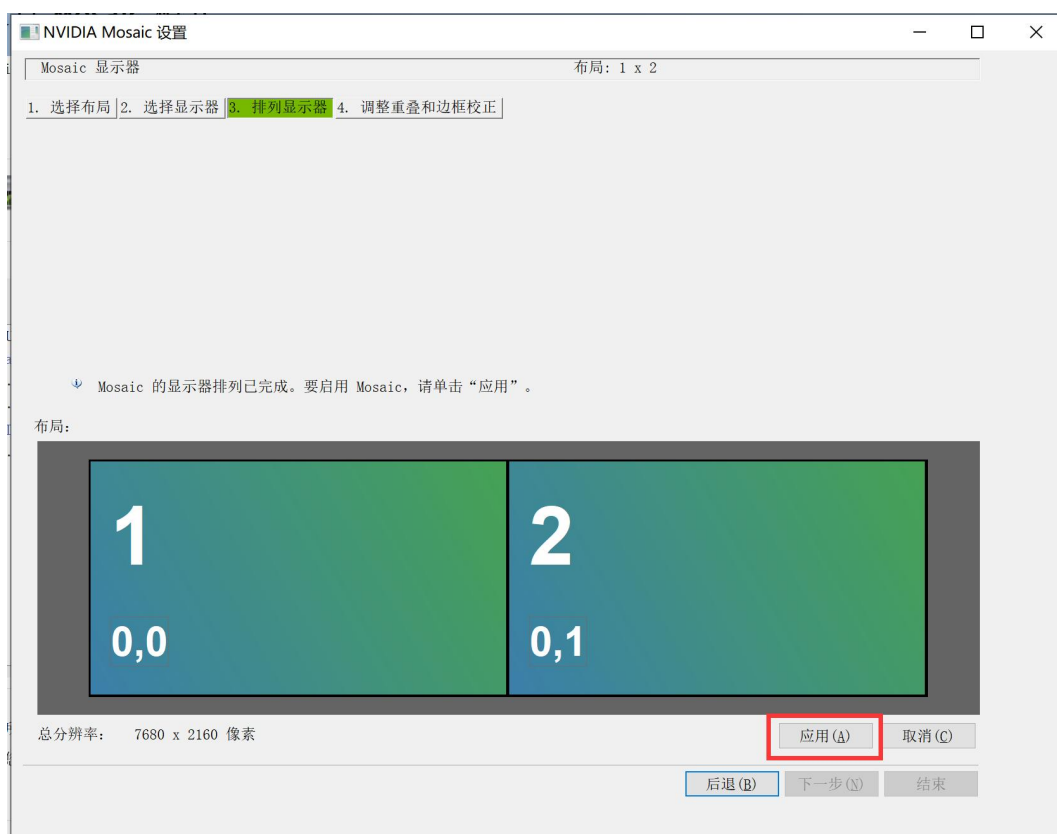 NVIDIA Mosaic 设置
Mosaic 显示器 布局: 1 x 2
1. 选择布局 2. 选择显示器 3. 排列显示器 4. 调整重叠和边框校正
Mosaic 的显示器排列已完成。要启用 Mosaic，请单击“应用”。
布局:
1 2
0,0 0,1
总分辨率: 7680 x 2160 像素 应用(A) 取消(C)
后退(B) 下一步(N) 结束